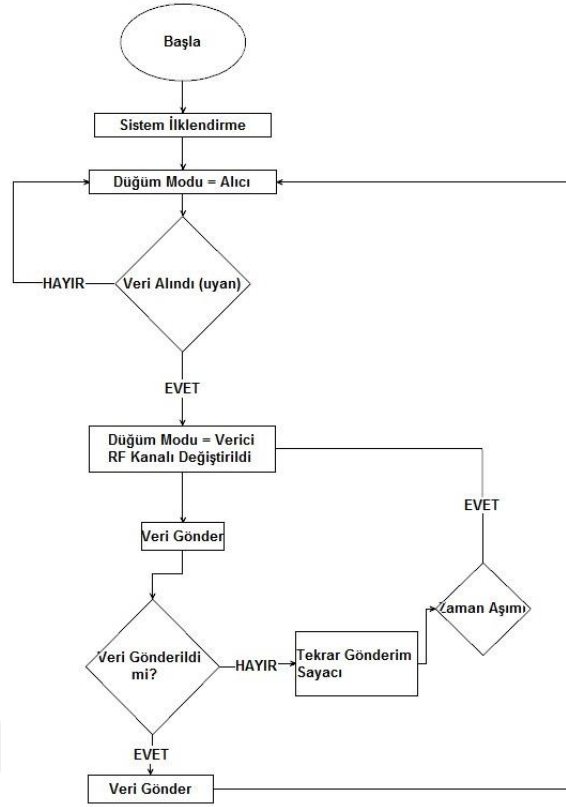 Başla
Sistem İlklendirme
Düğüm Modu = Alıcı
HAYIR
Veri Alındı (uyan)
EVET
Düğüm Modu = Verici
RF Kanalı Değiştirildi
EVET
Veri Gönder
Zaman Aşımı
Veri Gönderildi
mi?
HAYIR
Tekrar Gönderim
Sayacı
EVET
Veri Gönder